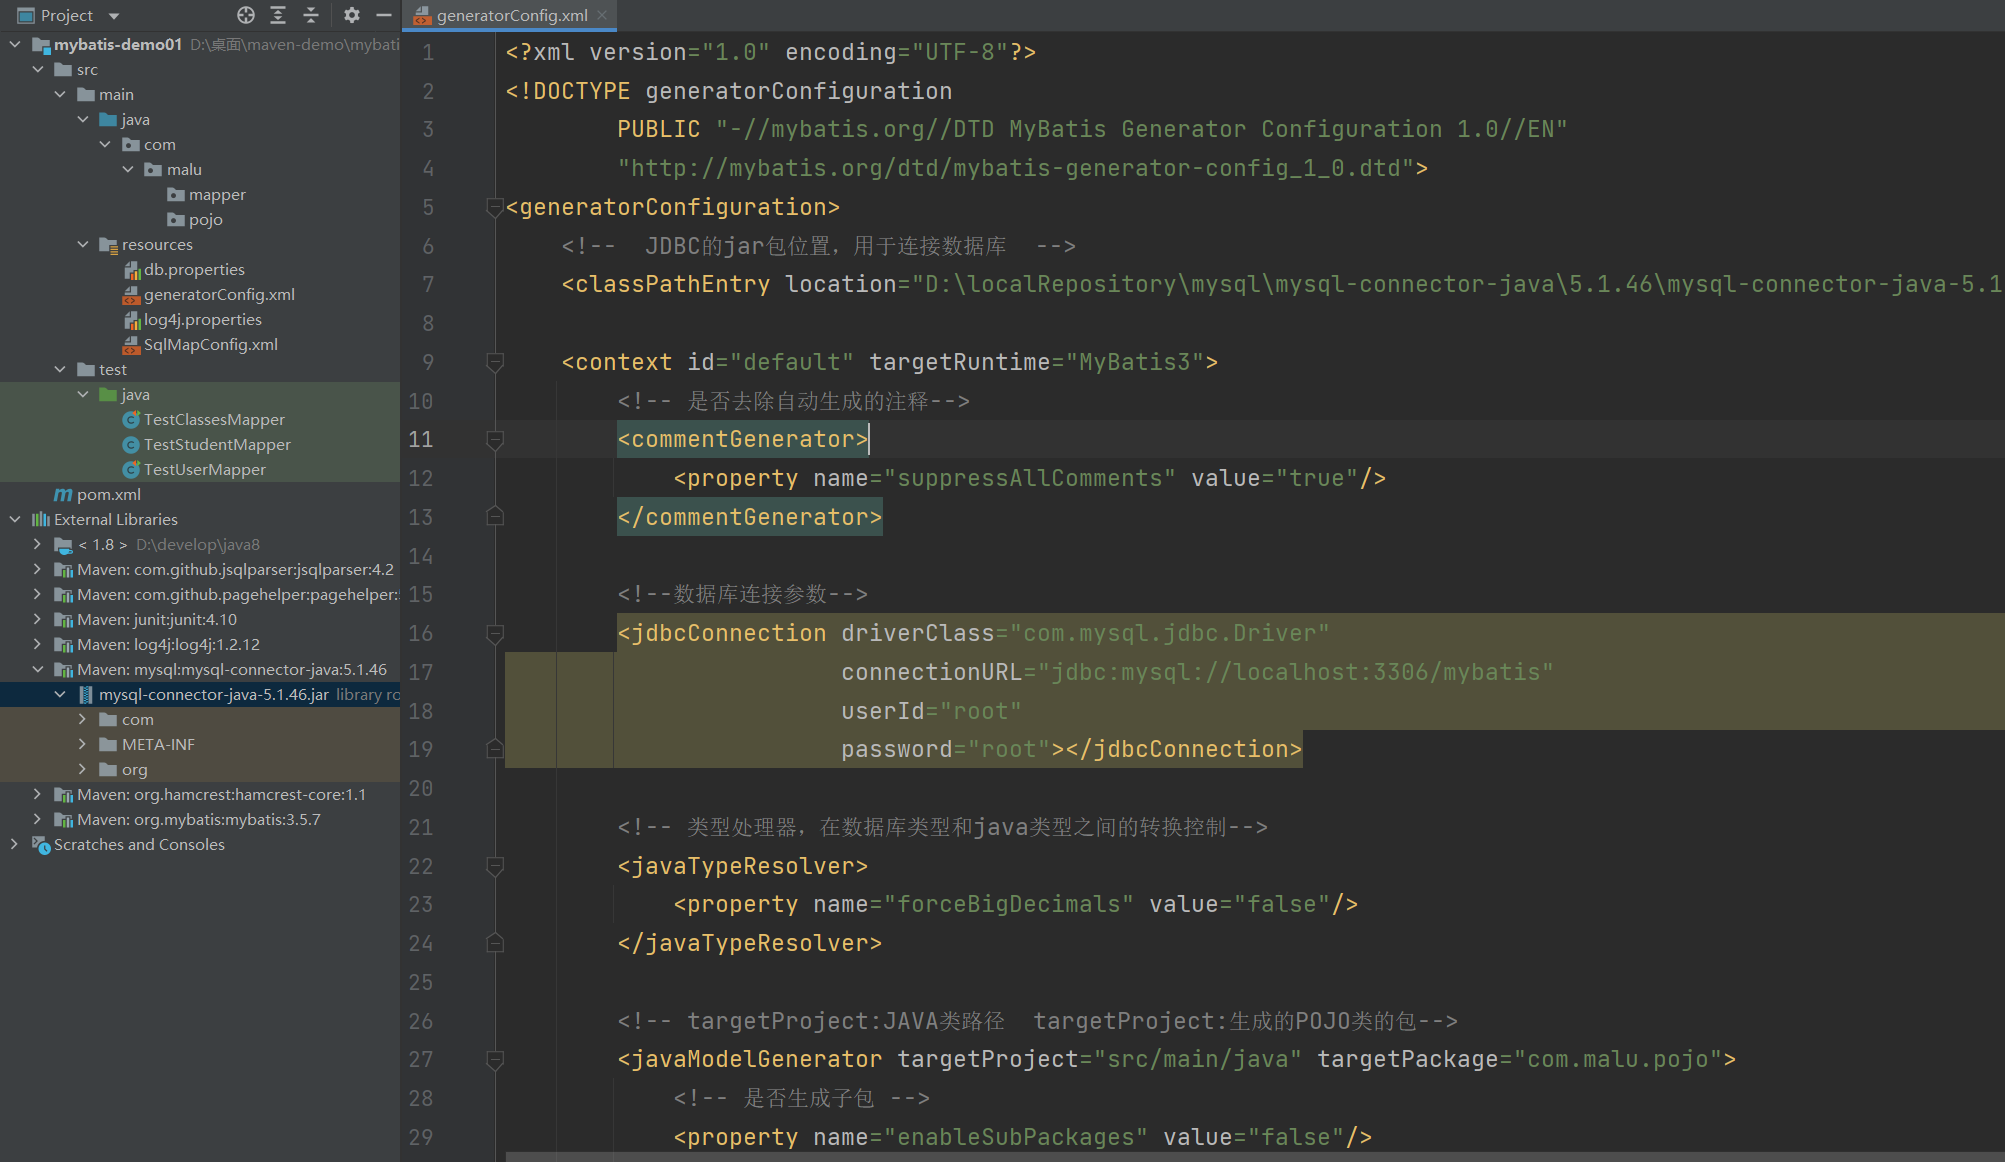 Project
mybatis-demo01 D:\桌面\maven-demo\mybati
src
main
java
com
malu
mapper
pojo
resources
db.properties
generatorConfig.xml
log4j.properties
SqlMapConfig.xml
test
java
TestClassesMapper
TestStudentMapper
TestUserMapper
pom.xml
External Libraries
< 1.8 > D:\develop\java8
Maven: com.github.jsqlparser:jsqlparser:4.2
Maven: com.github.pagehelper:pagehelper:
Maven: junit:junit:4.10
Maven: log4j:log4j:1.2.12
Maven: mysql:mysql-connector-java:5.1.46
mysql-connector-java-5.1.46.jar library ro
com
META-INF
org
Maven: org.hamcrest:hamcrest-core:1.1
Maven: org.mybatis:mybatis:3.5.7
Scratches and Consoles
generatorConfig.xml
1 <?xml version="1.0" encoding="UTF-8"?>
2 <!DOCTYPE generatorConfiguration
3 PUBLIC "-//mybatis.org//DTD MyBatis Generator Configuration 1.0//EN"
4 "http://mybatis.org/dtd/mybatis-generator-config_1_0.dtd">
5 <generatorConfiguration>
6 <!-- JDBC的jar包位置，用于连接数据库 -->
7 <classPathEntry location="D:\localRepository\mysql\mysql-connector-java\5.1.46\mysql-connector-java-5.1
8
9 <context id="default" targetRuntime="MyBatis3">
10 <!-- 是否去除自动生成的注释-->
11 <commentGenerator>
12 <property name="suppressAllComments" value="true"/>
13 </commentGenerator>
14
15 <!--数据库连接参数-->
16 <jdbcConnection driverClass="com.mysql.jdbc.Driver"
17 connectionURL="jdbc:mysql://localhost:3306/mybatis"
18 userId="root"
19 password="root"></jdbcConnection>
20
21 <!-- 类型处理器，在数据库类型和java类型之间的转换控制-->
22 <javaTypeResolver>
23 <property name="forceBigDecimals" value="false"/>
24 </javaTypeResolver>
25
26 <!-- targetProject:JAVA类路径 targetProject:生成的POJO类的包-->
27 <javaModelGenerator targetProject="src/main/java" targetPackage="com.malu.pojo">
28 <!-- 是否生成子包 -->
29 <property name="enableSubPackages" value="false"/>